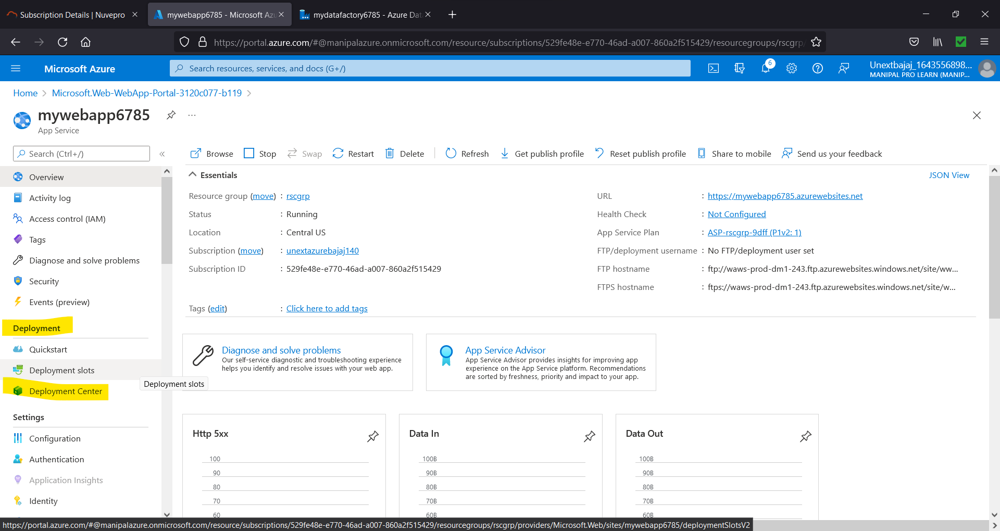 Subscription Details | Nuvepro
mywebapp6785 - Microsoft Azu
mydatafactory6785 - Azure Dat
https://portal.azure.com/#@manipalazure.onmicrosoft.com/resource/subscriptions/529fe48e-e770-46ad-a007-860a2f515429/resourcegroups/rscgrp/
Microsoft Azure
Search resources, services, and docs (G+/)
6
Unextbajaj_1643556898...
MANIPAL PRO LEARN (MANIP...
Home > Microsoft.Web-WebApp-Portal-3120c077-b119 >
mywebapp6785
...
App Service
Search (Ctrl+/)
«
Browse
Stop
Swap
Restart
Delete
Refresh
Get publish profile
Reset publish profile
Share to mobile
Send us your feedback
Overview
Activity log
Access control (IAM)
Tags
Diagnose and solve problems
Security
Events (preview)
Deployment
Quickstart
Deployment slots
Deployment Center
Deployment slots
Settings
Configuration
Authentication
Application Insights
Identity
Essentials
JSON View
Resource group (move) : rscgrp
Status : Running
Location : Central US
Subscription (move) : unextazurebajaj140
Subscription ID : 529fe48e-e770-46ad-a007-860a2f515429
URL : https://mywebapp6785.azurewebsites.net
Health Check : Not Configured
App Service Plan : ASP-rscgrp-9dff (P1v2: 1)
FTP/deployment username : No FTP/deployment user set
FTP hostname : ftp://waws-prod-dm1-243.ftp.azurewebsites.windows.net/site/ww...
FTPS hostname : ftps://waws-prod-dm1-243.ftp.azurewebsites.windows.net/site/w...
Tags (edit) : Click here to add tags
Diagnose and solve problems
Our self-service diagnostic and troubleshooting experience
helps you identify and resolve issues with your web app.
App Service Advisor
App Service Advisor provides insights for improving app
experience on the App Service platform. Recommendations
are sorted by freshness, priority and impact to your app.
Http 5xx
100
90
80
70
60
Data In
100B
90B
80B
70B
60B
Data Out
100B
90B
80B
70B
60B
https://portal.azure.com/#@manipalazure.onmicrosoft.com/resource/subscriptions/529fe48e-e770-46ad-a007-860a2f515429/resourcegroups/rscgrp/providers/Microsoft.Web/sites/mywebapp6785/deploymentSlotsV2